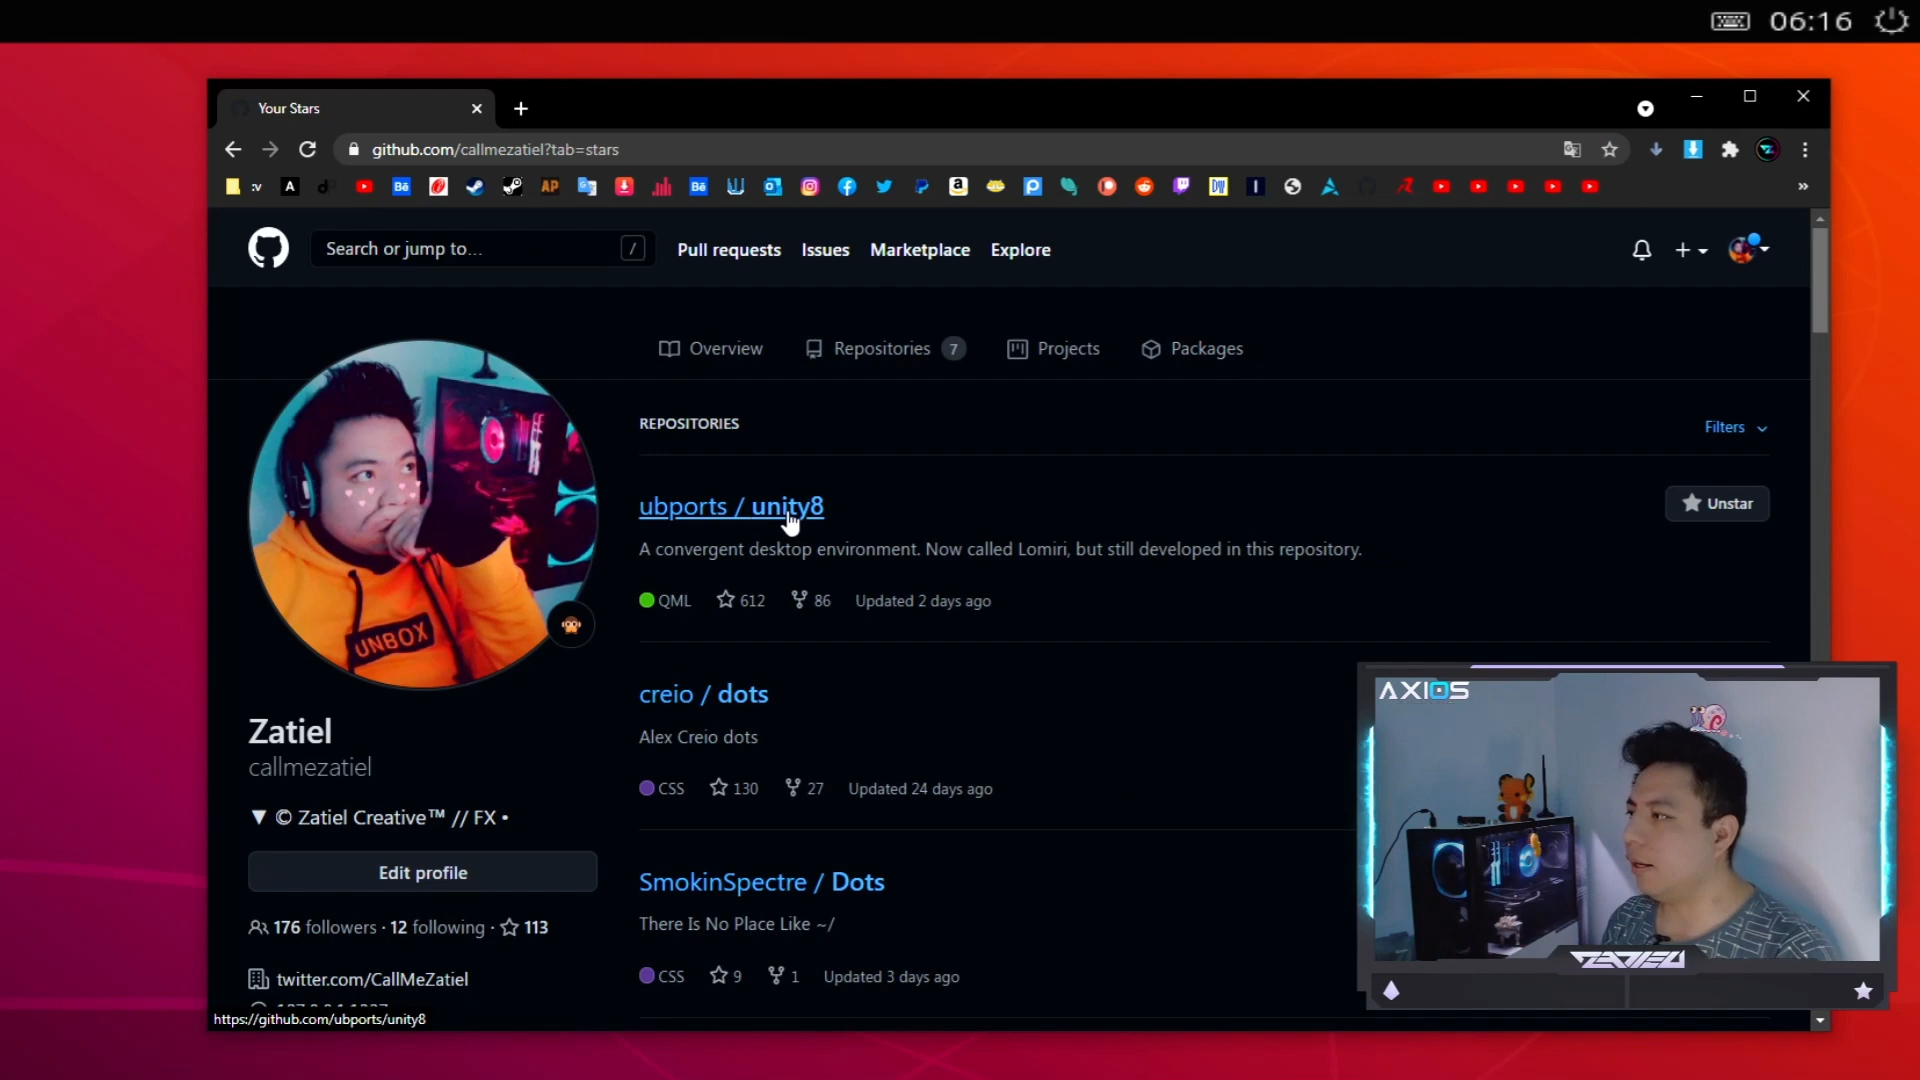 06:16
Your Stars
github.com/callmezatiel?tab=stars
:v
Search or jump to...
/
Pull requests
Issues
Marketplace
Explore
Overview
Repositories 7
Projects
Packages
REPOSITORIES
Filters
ubports / unity8
Unstar
A convergent desktop environment. Now called Lomiri, but still developed in this repository.
QML 612 86 Updated 2 days ago
creio / dots
Alex Creio dots
CSS 130 27 Updated 24 days ago
SmokinSpectre / Dots
There Is No Place Like ~/
CSS 9 1 Updated 3 days ago
UNBOX
Zatiel
callmezatiel
▼ © Zatiel Creative™ // FX •
Edit profile
176 followers · 12 following · 113
twitter.com/CallMeZatiel
https://github.com/ubports/unity8
AXIOS
ZATIEL